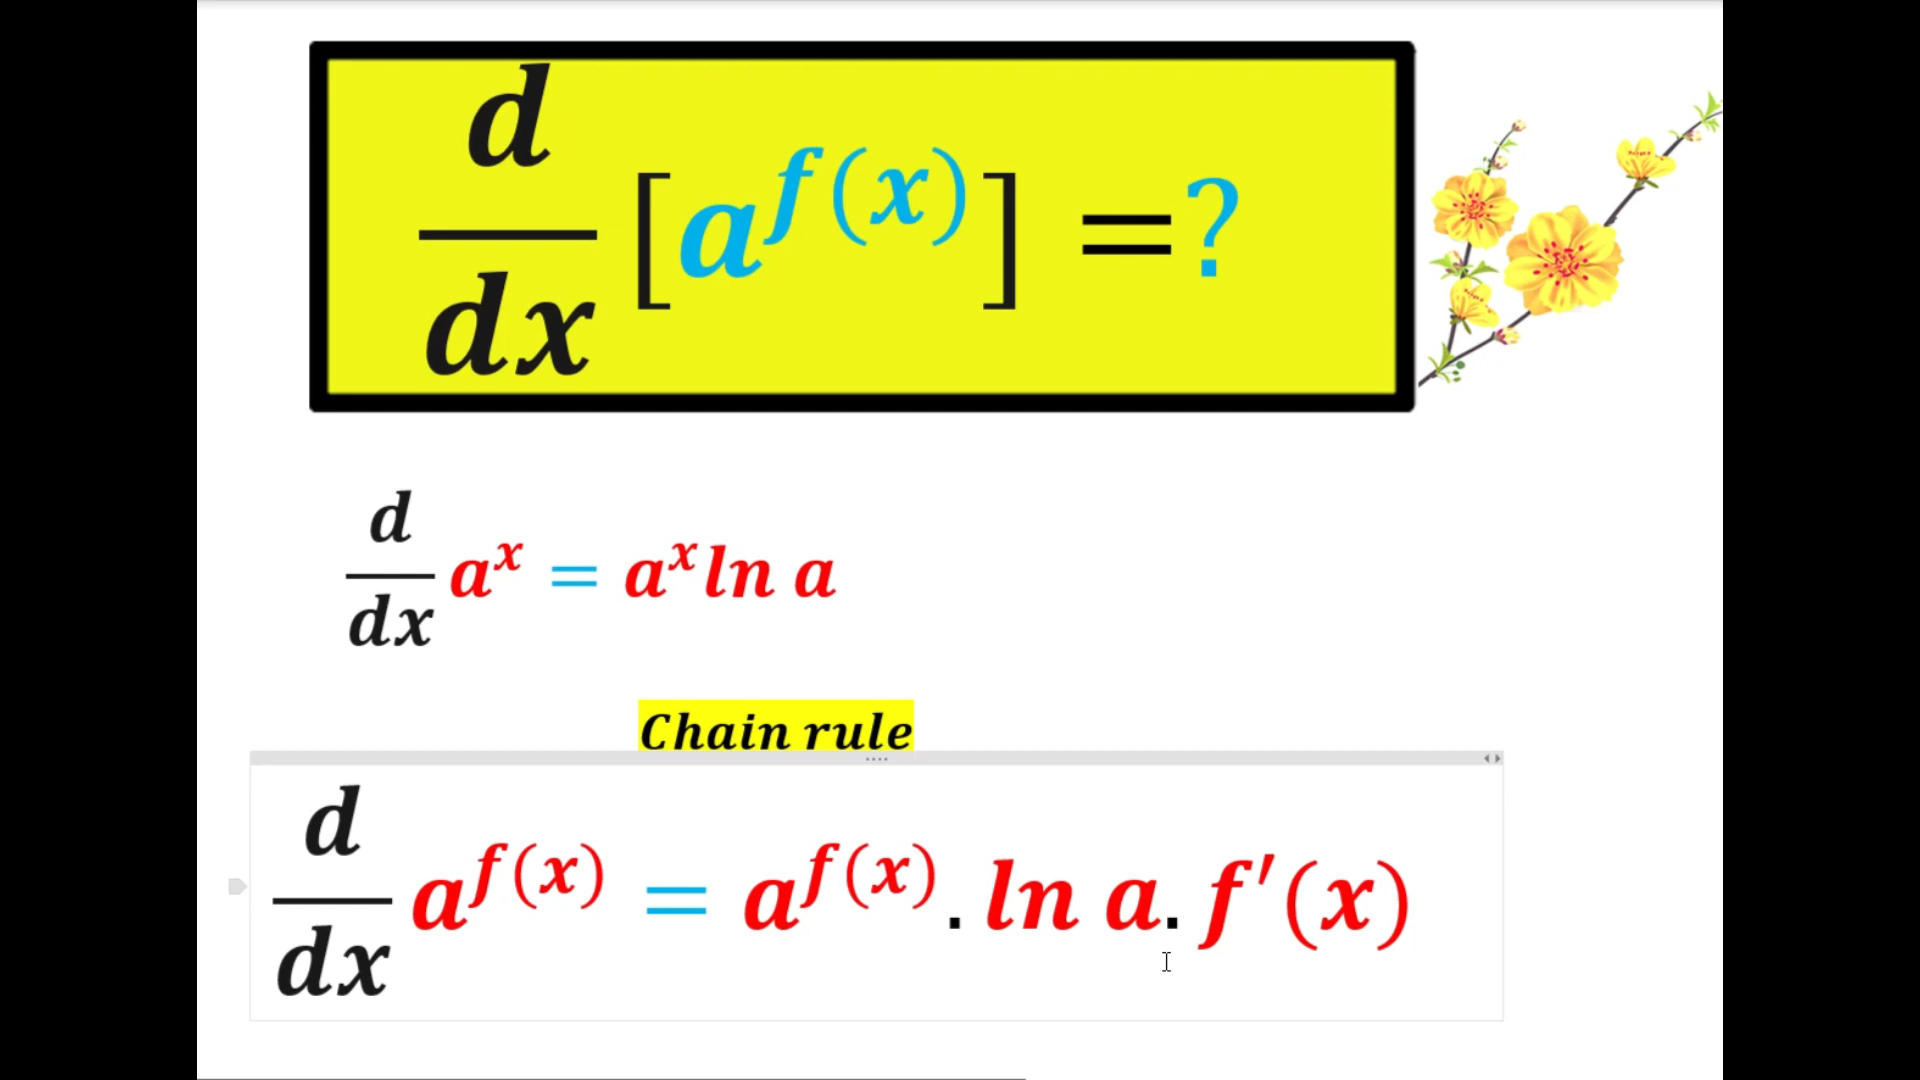 d/dx [a^f(x)] =?
d/dx a^x = a^x ln a
Chain rule
d/dx a^f(x) = a^f(x) . ln a. f′(x)